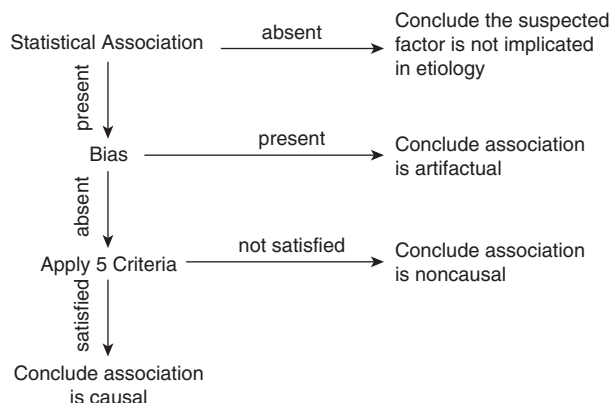 Statistical Association
absent
Conclude the suspected
factor is not implicated
in etiology
present
Bias
present
Conclude association
is artifactual
absent
Apply 5 Criteria
not satisfied
Conclude association
is noncausal
satisfied
Conclude association
is causal